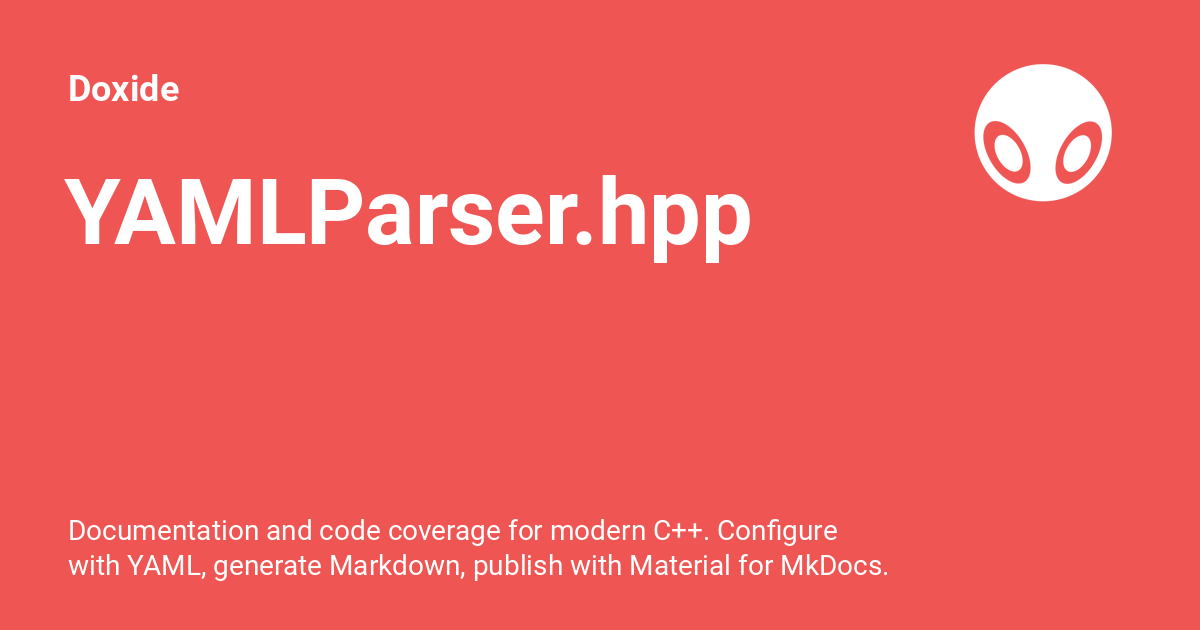 Doxide
YAMLParser.hpp
Documentation and code coverage for modern C++. Configure
with YAML, generate Markdown, publish with Material for MkDocs.